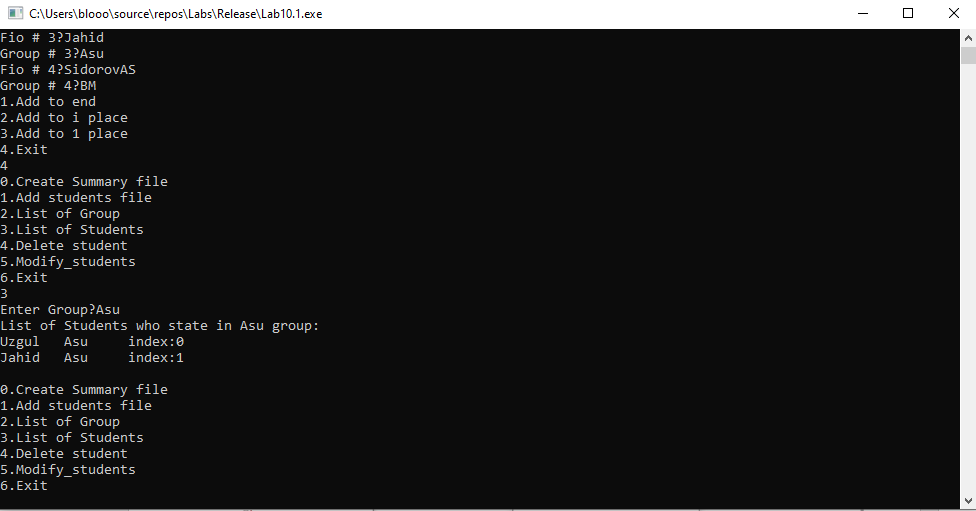 C:\Users\blooo\source\repos\Labs\Release\Lab10.1.exe
Fio # 3?Jahid
Group # 3?Asu
Fio # 4?SidorovAS
Group # 4?BM
1.Add to end
2.Add to i place
3.Add to 1 place
4.Exit
4
0.Create Summary file
1.Add students file
2.List of Group
3.List of Students
4.Delete student
5.Modify_students
6.Exit
3
Enter Group?Asu
List of Students who state in Asu group:
Uzgul   Asu     index:0
Jahid   Asu     index:1

0.Create Summary file
1.Add students file
2.List of Group
3.List of Students
4.Delete student
5.Modify_students
6.Exit